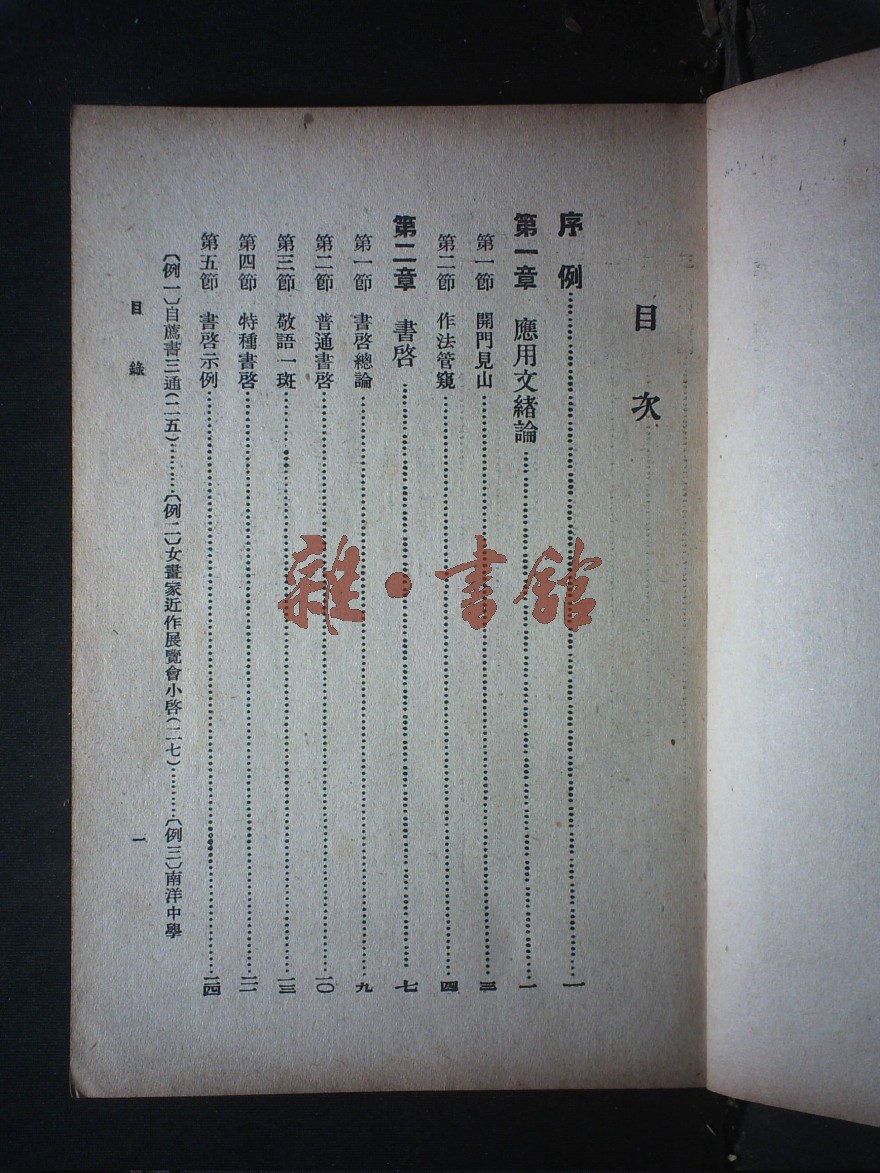 目次
序例……一
第一章 應用文緒論……一
第一節 開門見山……三
第二節 作法管窺……四
第二章 書啓……七
第一節 書啓總論……九
第二節 普通書啓……一〇
第三節 敬語一斑……一三
第四節 特種書啓……
第五節 書啓示例……二四
〔例一〕自薦書三通(二五)………〔例二〕女畫家近作展覽會小啓(二七)………〔例三〕南洋中學
目錄
一
雜·書館